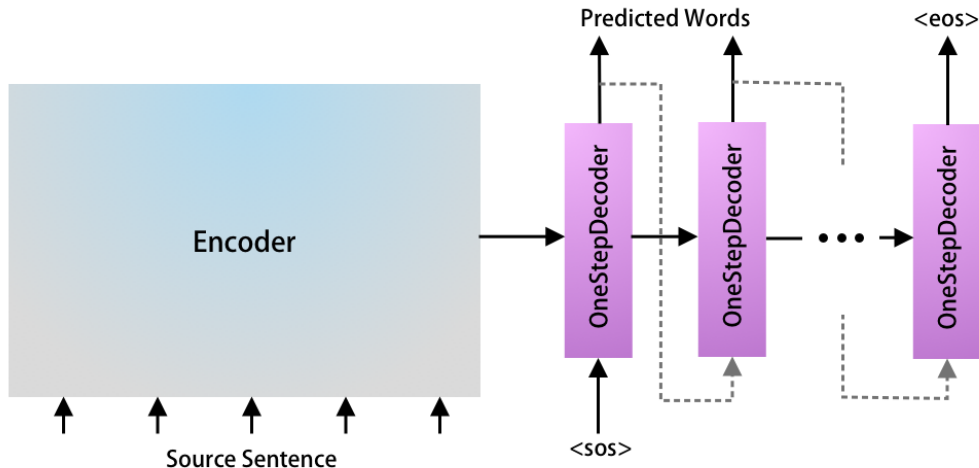 Predicted Words
<eos>
Encoder
OneStepDecoder
OneStepDecoder
OneStepDecoder
<sos>
Source Sentence